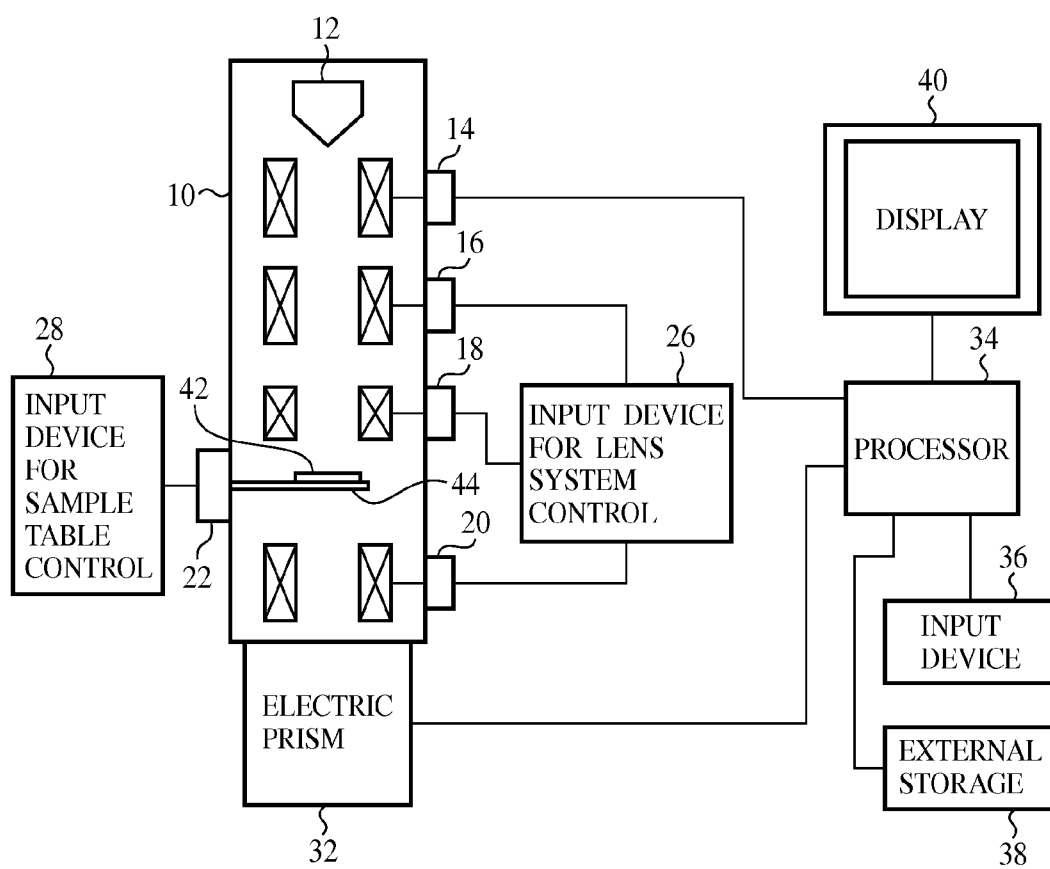 12
40
14
10
DISPLAY
16
28
18
26
34
INPUT
DEVICE
FOR
SAMPLE
TABLE
CONTROL
42
INPUT DEVICE
FOR LENS
SYSTEM
CONTROL
PROCESSOR
44
20
22
36
INPUT
DEVICE
ELECTRIC
PRISM
EXTERNAL
STORAGE
32
38